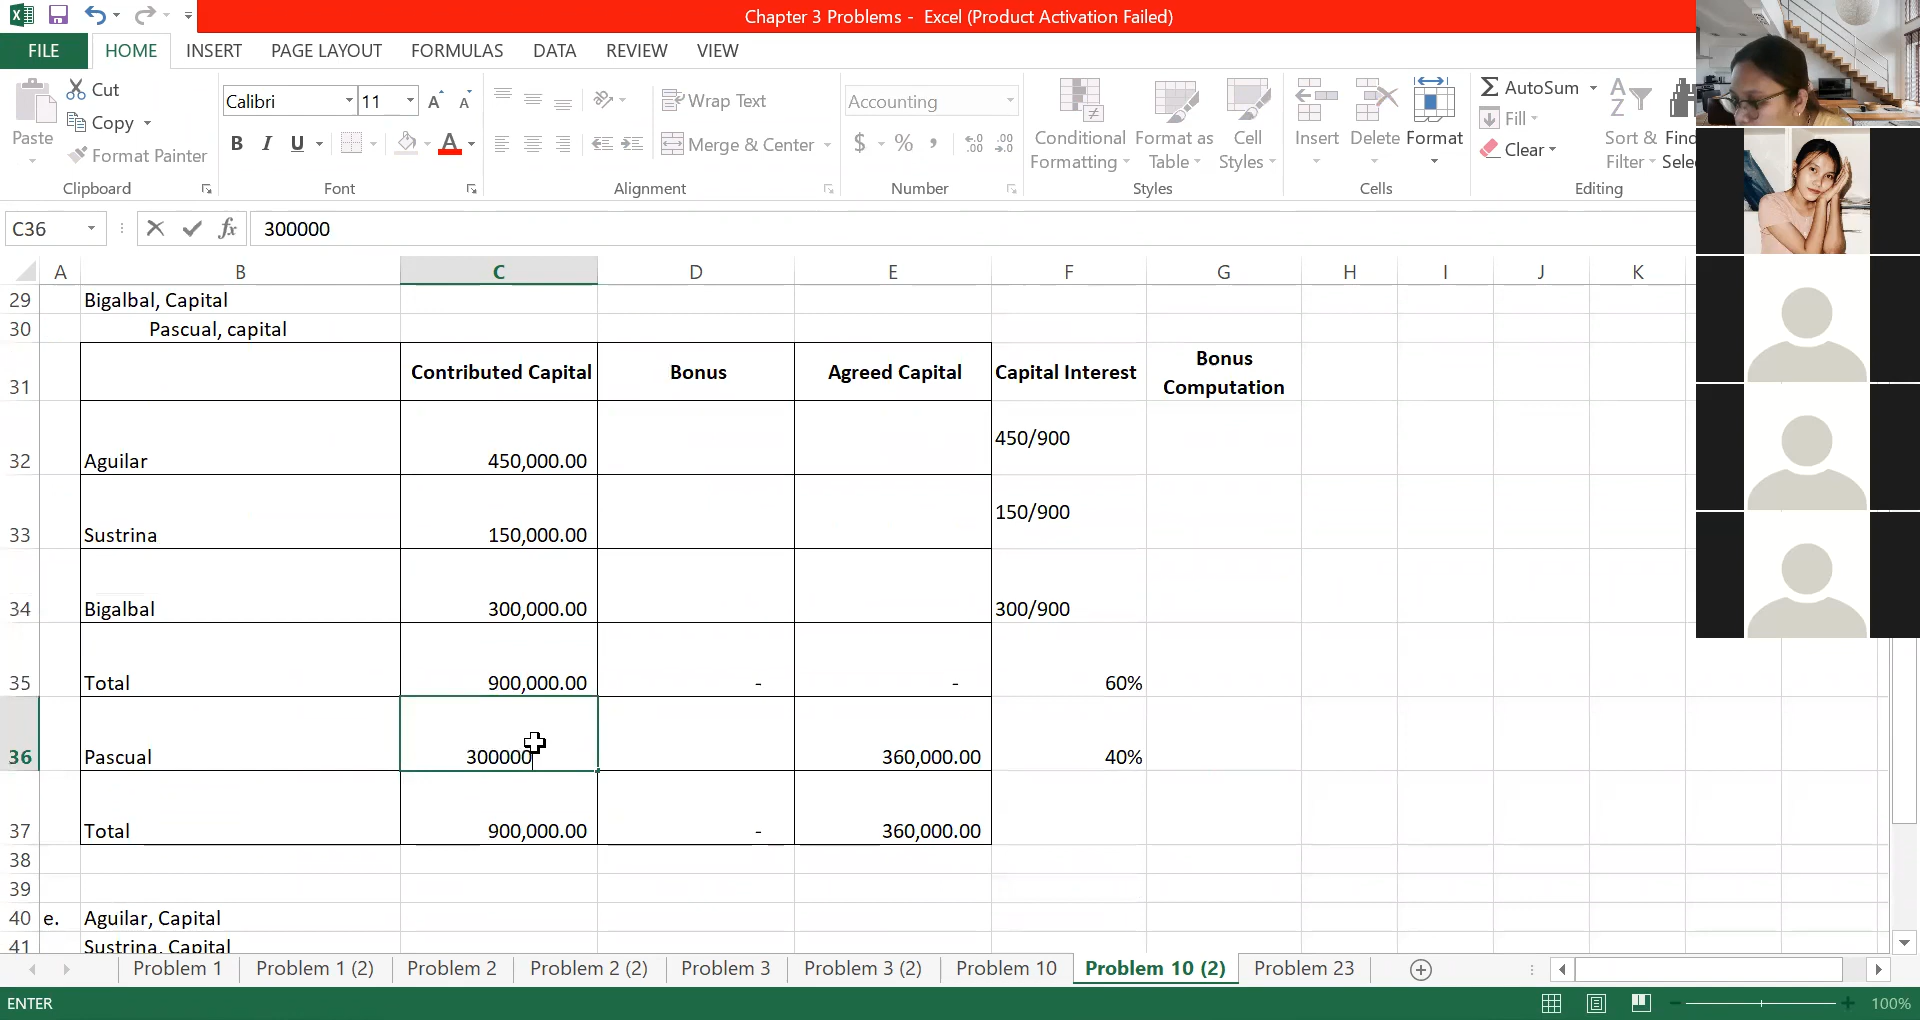 Chapter 3 Problems - Excel (Product Activation Failed)
FILE HOME INSERT PAGE LAYOUT FORMULAS DATA REVIEW VIEW
Cut
Copy
Format Painter
Paste
Clipboard
Calibri 11
B I U A
Font
Wrap Text
Merge & Center
Alignment
Accounting
$ % ,
Number
Conditional Formatting
Format as Table
Cell Styles
Styles
Insert Delete Format
Cells
AutoSum
Fill
Clear
Sort & Filter
Find
Editing
C36 fx 300000
A B C D E F G H I J K
29 Bigalbal, Capital
30 Pascual, capital
31 Contributed Capital Bonus Agreed Capital Capital Interest Bonus Computation
32 Aguilar 450,000.00 450/900
33 Sustrina 150,000.00 150/900
34 Bigalbal 300,000.00 300/900
35 Total 900,000.00 - - 60%
36 Pascual 300000 360,000.00 40%
37 Total 900,000.00 - 360,000.00
38
39
40 e. Aguilar, Capital
41 Sustrina, Capital
Problem 1 Problem 1 (2) Problem 2 Problem 2 (2) Problem 3 Problem 3 (2) Problem 10 Problem 10 (2) Problem 23
ENTER 100%